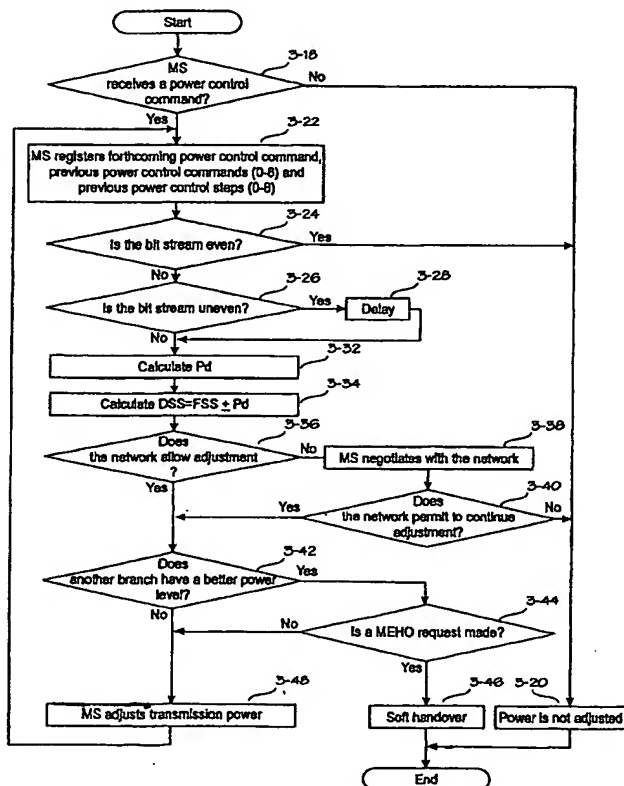 Start
3-18
MS
receives a power control
command?
No
Yes
3-22
MS registers forthcoming power control command,
previous power control commands (0-8) and
previous power control steps (0-8)
3-24
Is the bit stream even?
Yes
No
3-26
3-28
Is the bit stream uneven?
Yes
Delay
No
3-32
Calculate Pd
3-34
Calculate DSS=FSS ± Pd
3-36
3-38
Does
the network allow adjustment
?
No
MS negotiates with the network
Yes
3-40
Yes
Does
the network permit to continue
adjustment?
No
3-42
Does
another branch have a better power
level?
Yes
3-44
No
No
Is a MEHO request made?
Yes
3-48
3-46
3-20
MS adjusts transmission power
Soft handover
Power is not adjusted
End